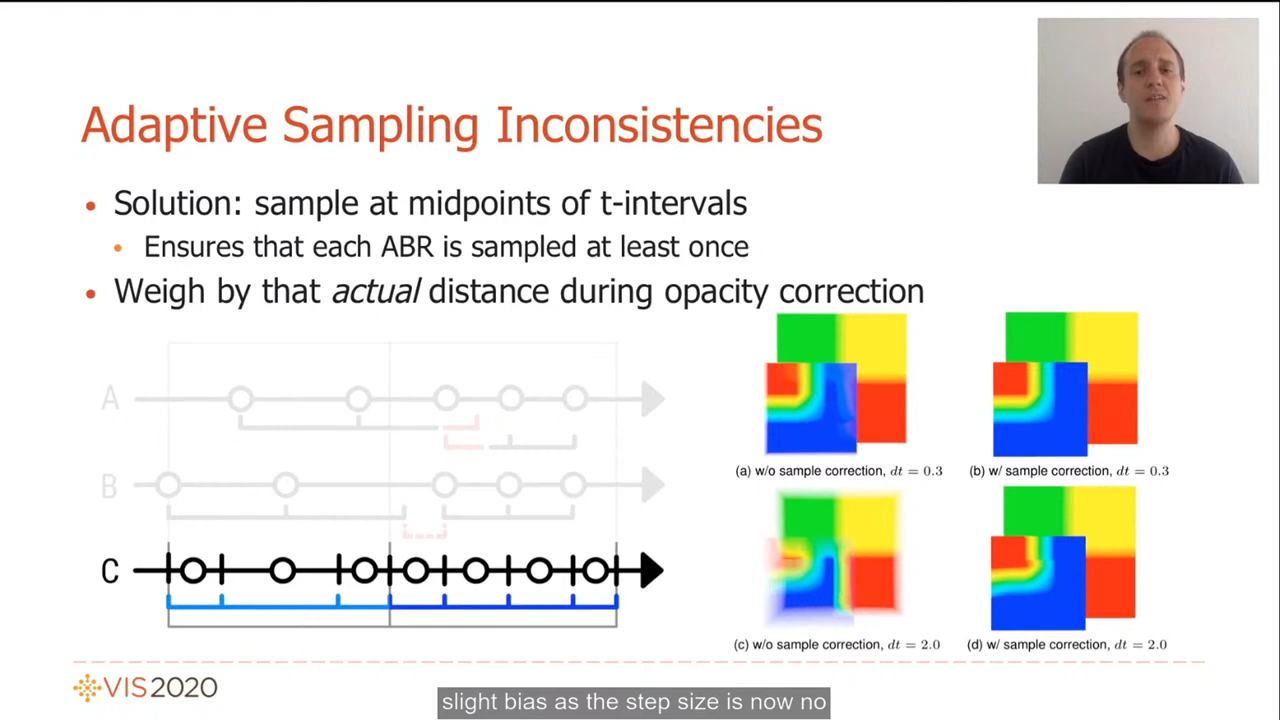 Adaptive Sampling Inconsistencies
• Solution: sample at midpoints of t-intervals
• Ensures that each ABR is sampled at least once
• Weigh by that actual distance during opacity correction
A
B
C
(a) w/o sample correction, dt = 0.3
(b) w/ sample correction, dt = 0.3
(c) w/o sample correction, dt = 2.0
(d) w/ sample correction, dt = 2.0
VIS2020
slight bias as the step size is now no